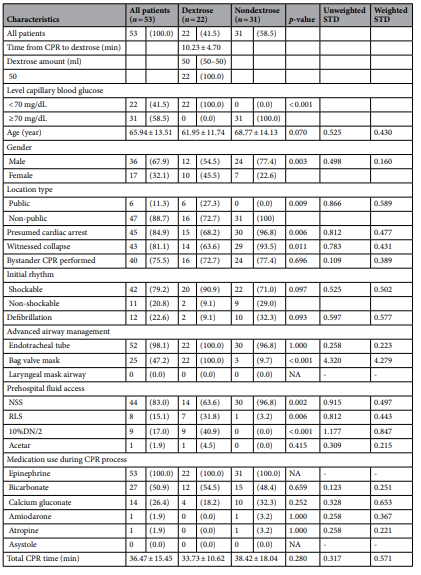 Characteristics All patients (n = 53) Dextrose (n = 22) Nondextrose (n = 31) p-value Unweighted STD Weighted STD
All patients 53 (100.0) 22 (41.5) 31 (58.5)
Time from CPR to dextrose (min) 10.23 ± 4.70
Dextrose amount (ml) 50 (50–50)
50 22 (100.0)
Level capillary blood glucose
<70 mg/dL 22 (41.5) 22 (100.0) 0 (0.0) <0.001
≥70 mg/dL 31 (58.5) 0 (0.0) 31 (100.0)
Age (year) 65.94 ± 13.51 61.95 ± 11.74 68.77 ± 14.13 0.070 0.525 0.430
Gender
Male 36 (67.9) 12 (54.5) 24 (77.4) 0.003 0.498 0.160
Female 17 (32.1) 10 (45.5) 7 (22.6)
Location type
Public 6 (11.3) 6 (27.3) 0 (0.0) 0.009 0.866 0.589
Non-public 47 (88.7) 16 (72.7) 31 (100)
Presumed cardiac arrest 45 (84.9) 15 (68.2) 30 (96.8) 0.006 0.812 0.477
Witnessed collapse 43 (81.1) 14 (63.6) 29 (93.5) 0.011 0.783 0.431
Bystander CPR performed 40 (75.5) 16 (72.7) 24 (77.4) 0.696 0.109 0.389
Initial rhythm
Shockable 42 (79.2) 20 (90.9) 22 (71.0) 0.097 0.525 0.502
Non-shockable 11 (20.8) 2 (9.1) 9 (29.0)
Defibrillation 12 (22.6) 2 (9.1) 10 (32.3) 0.093 0.597 0.577
Advanced airway management
Endotracheal tube 52 (98.1) 22 (100.0) 30 (96.8) 1.000 0.258 0.223
Bag valve mask 25 (47.2) 22 (100.0) 3 (9.7) <0.001 4.320 4.279
Laryngeal mask airway 0 (0.0) 0 (0.0) 0 (0.0) NA - -
Prehospital fluid access
NSS 44 (83.0) 14 (63.6) 30 (96.8) 0.002 0.915 0.497
RLS 8 (15.1) 7 (31.8) 1 (3.2) 0.006 0.812 0.443
10%DN/2 9 (17.0) 9 (40.9) 0 (0.0) <0.001 1.177 0.847
Acetar 1 (1.9) 1 (4.5) 0 (0.0) 0.415 0.309 0.215
Medication use during CPR process
Epinephrine 53 (100.0) 22 (100.0) 31 (100.0) NA - -
Bicarbonate 27 (50.9) 12 (54.5) 15 (48.4) 0.659 0.123 0.251
Calcium gluconate 14 (26.4) 4 (18.2) 10 (32.3) 0.252 0.328 0.653
Amiodarone 1 (1.9) 0 (0.0) 1 (3.2) 1.000 0.258 0.367
Atropine 1 (1.9) 0 (0.0) 1 (3.2) 1.000 0.258 0.221
Asystole 0 (0.0) 0 (0.0) 0 (0.0) NA - -
Total CPR time (min) 36.47 ± 15.45 33.73 ± 10.62 38.42 ± 18.04 0.280 0.317 0.571